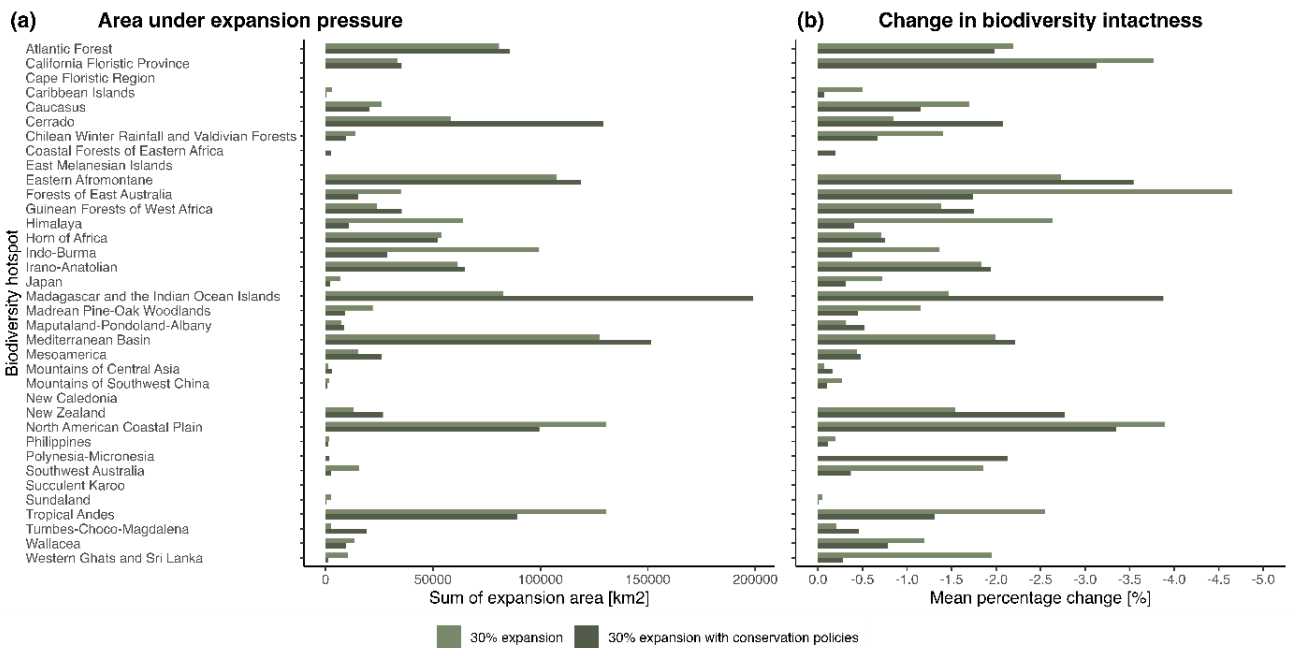 (a) Area under expansion pressure
(b) Change in biodiversity intactness
Biodiversity hotspot
Atlantic Forest
California Floristic Province
Cape Floristic Region
Caribbean Islands
Caucasus
Cerrado
Chilean Winter Rainfall and Valdivian Forests
Coastal Forests of Eastern Africa
East Melanesian Islands
Eastern Afromontane
Forests of East Australia
Guinean Forests of West Africa
Himalaya
Horn of Africa
Indo-Burma
Irano-Anatolian
Japan
Madagascar and the Indian Ocean Islands
Madrean Pine-Oak Woodlands
Maputaland-Pondoland-Albany
Mediterranean Basin
Mesoamerica
Mountains of Central Asia
Mountains of Southwest China
New Caledonia
New Zealand
North American Coastal Plain
Philippines
Polynesia-Micronesia
Southwest Australia
Succulent Karoo
Sundaland
Tropical Andes
Tumbes-Choco-Magdalena
Wallacea
Western Ghats and Sri Lanka
0 50000 100000 150000 200000
Sum of expansion area [km2]
0.0 -0.5 -1.0 -1.5 -2.0 -2.5 -3.0 -3.5 -4.0 -4.5 -5.0
Mean percentage change [%]
30% expansion 30% expansion with conservation policies